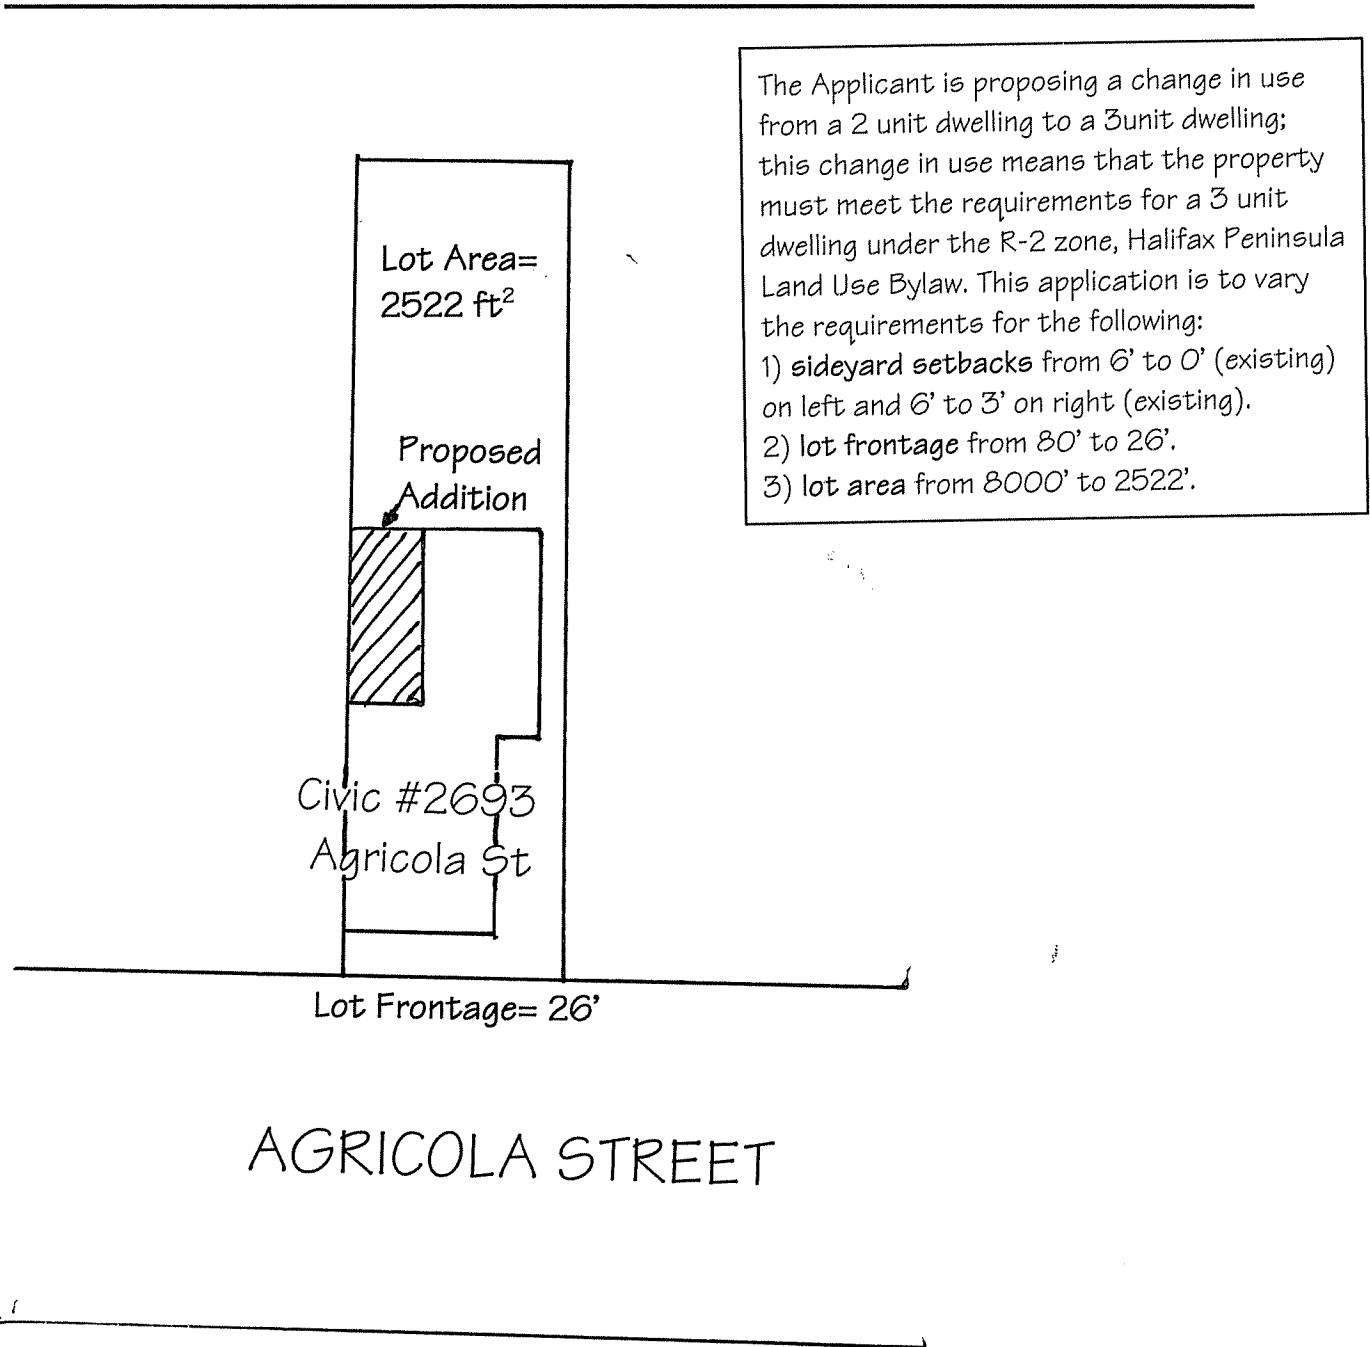 The Applicant is proposing a change in use
from a 2 unit dwelling to a 3unit dwelling;
this change in use means that the property
must meet the requirements for a 3 unit
dwelling under the R-2 zone, Halifax Peninsula
Land Use Bylaw. This application is to vary
the requirements for the following:
1) sideyard setbacks from 6' to 0' (existing)
on left and 6' to 3' on right (existing).
2) lot frontage from 80' to 26'.
3) lot area from 8000' to 2522'.
Lot Area=
2522 ft²
Proposed
Addition
Civic #2693
Agricola St
Lot Frontage= 26'
AGRICOLA STREET